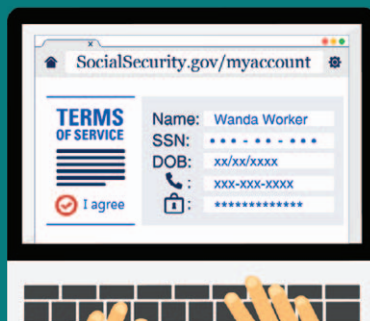 SocialSecurity.gov/myaccount
TERMS
OF SERVICE
I agree
Name: Wanda Worker
SSN: • • • - • • - • • •
DOB: xx/xx/xxxx
: xxx-xxx-xxxx
: *************